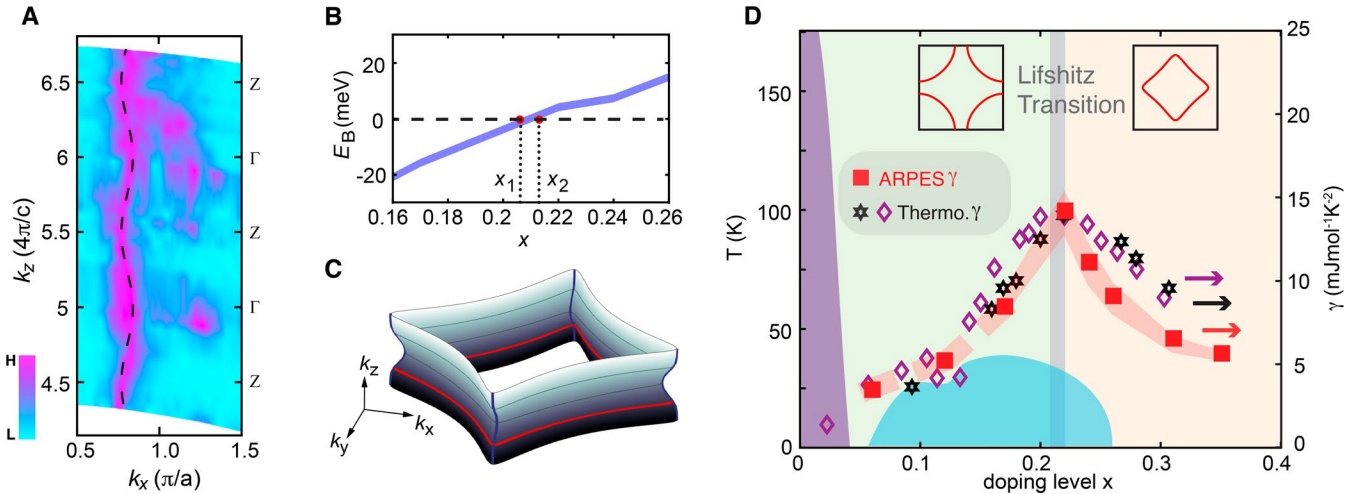 A
6.5
6.0
5.5
5.0
4.5
k_z (4π/c)
Z
Γ
Z
Γ
Z
H
L
0.5
1.0
1.5
k_x (π/a)
B
20
0
-20
E_B (meV)
x_1
x_2
0.16
0.18
0.20
0.22
0.24
0.26
x
C
k_z
k_x
k_y
D
175
150
100
50
0
T (K)
Lifshitz
Transition
ARPES γ
Thermo. γ
25
20
15
10
5
0
γ (mJmol⁻¹K⁻²)
0
0.1
0.2
0.3
0.4
doping level x